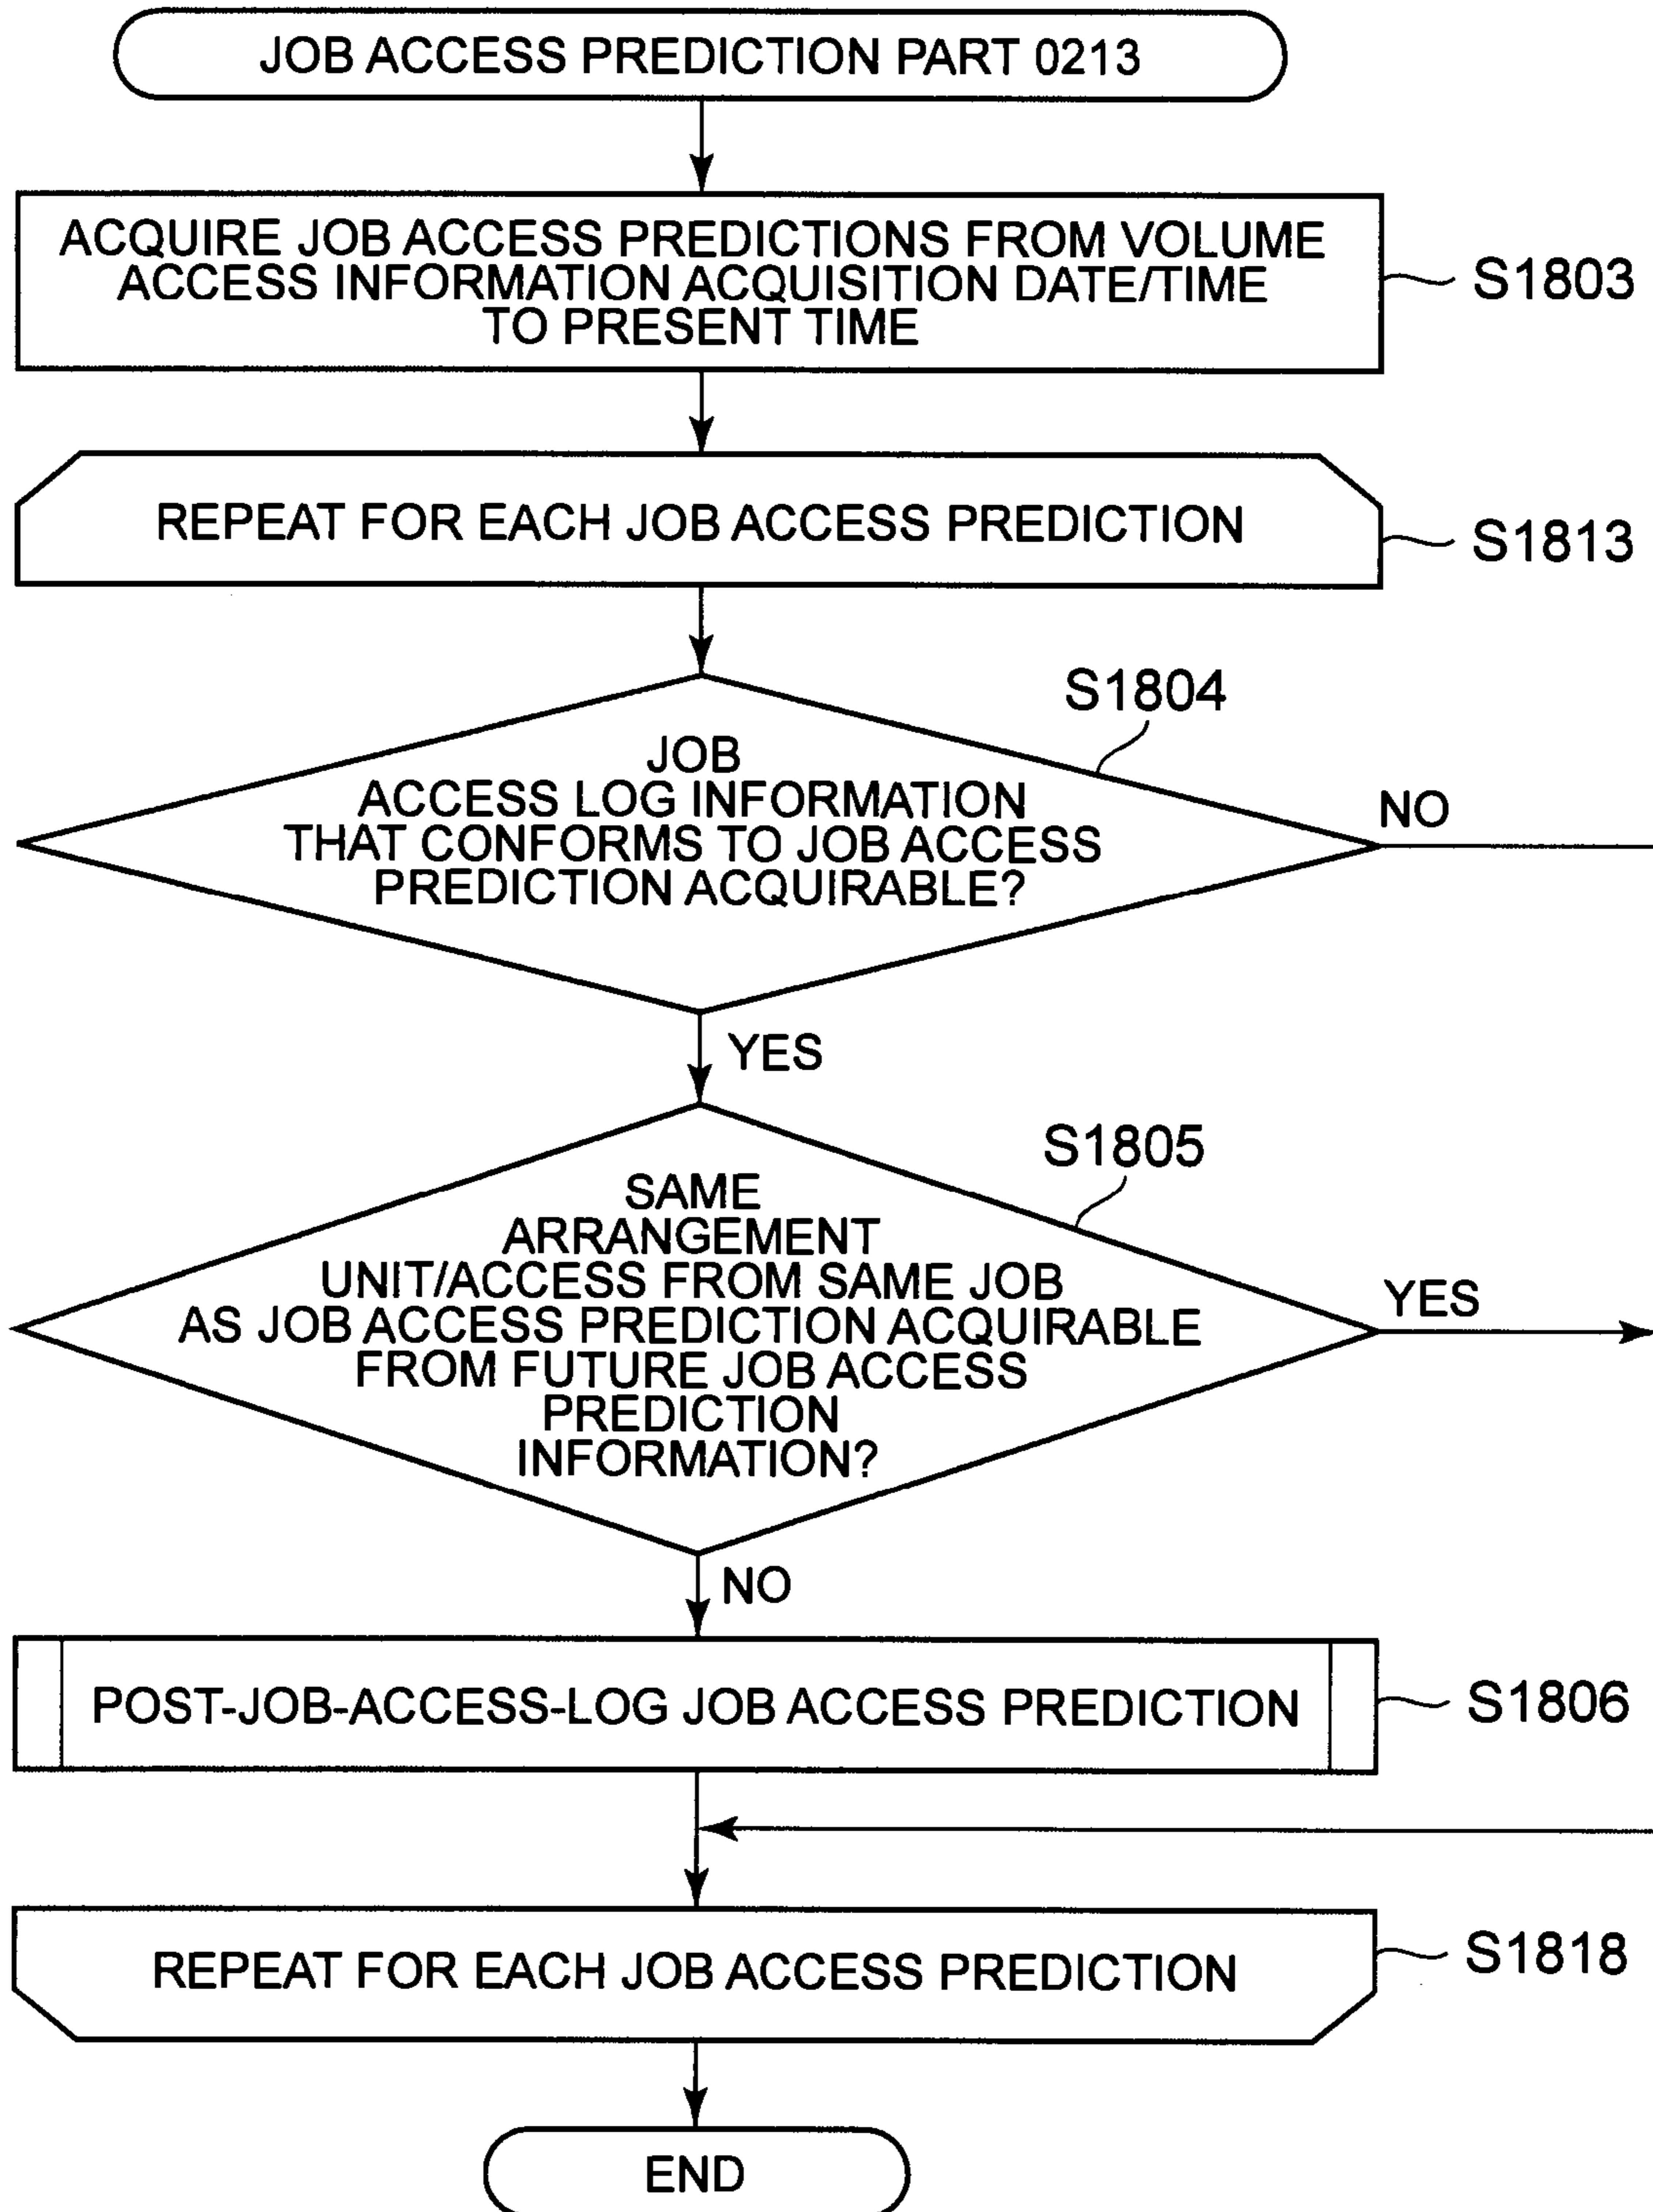 JOB ACCESS PREDICTION PART 0213
ACQUIRE JOB ACCESS PREDICTIONS FROM VOLUME
ACCESS INFORMATION ACQUISITION DATE/TIME
TO PRESENT TIME
S1803
REPEAT FOR EACH JOB ACCESS PREDICTION
S1813
S1804
JOB
ACCESS LOG INFORMATION
THAT CONFORMS TO JOB ACCESS
PREDICTION ACQUIRABLE?
NO
YES
S1805
SAME
ARRANGEMENT
UNIT/ACCESS FROM SAME JOB
AS JOB ACCESS PREDICTION ACQUIRABLE
FROM FUTURE JOB ACCESS
PREDICTION
INFORMATION?
YES
NO
POST-JOB-ACCESS-LOG JOB ACCESS PREDICTION
S1806
REPEAT FOR EACH JOB ACCESS PREDICTION
S1818
END